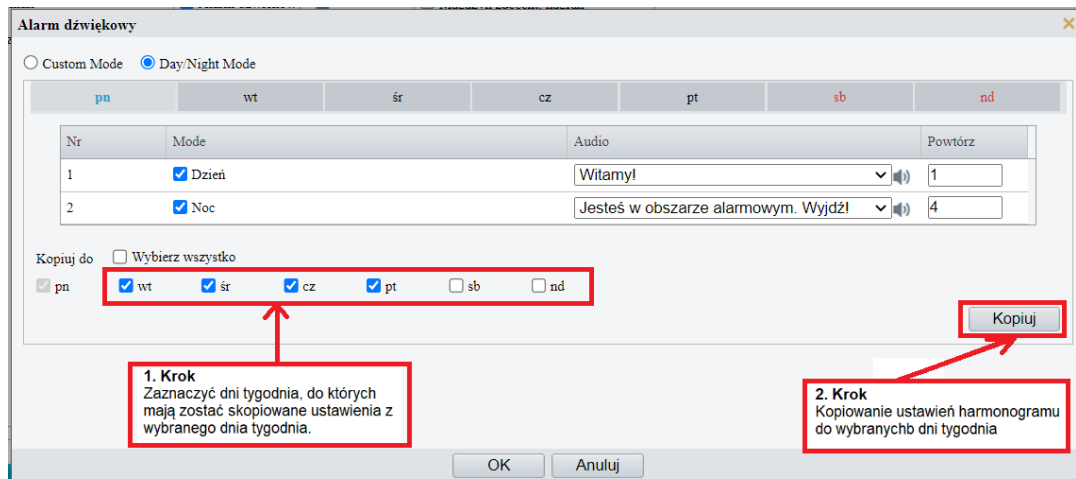 Alarm dźwiękowy
Custom Mode Day/Night Mode
pn wt śr cz pt sb nd
Nr Mode Audio Powtórz
1 Dzień Witamy! 1
2 Noc Jesteś w obszarze alarmowym. Wyjdź! 4
Kopiuj do Wybierz wszystko
pn wt śr cz pt sb nd
Kopiuj
1. Krok
Zaznaczyć dni tygodnia, do których
mają zostać skopiowane ustawienia z
wybranego dnia tygodnia.
2. Krok
Kopiowanie ustawień harmonogramu
do wybranychb dni tygodnia
OK Anuluj